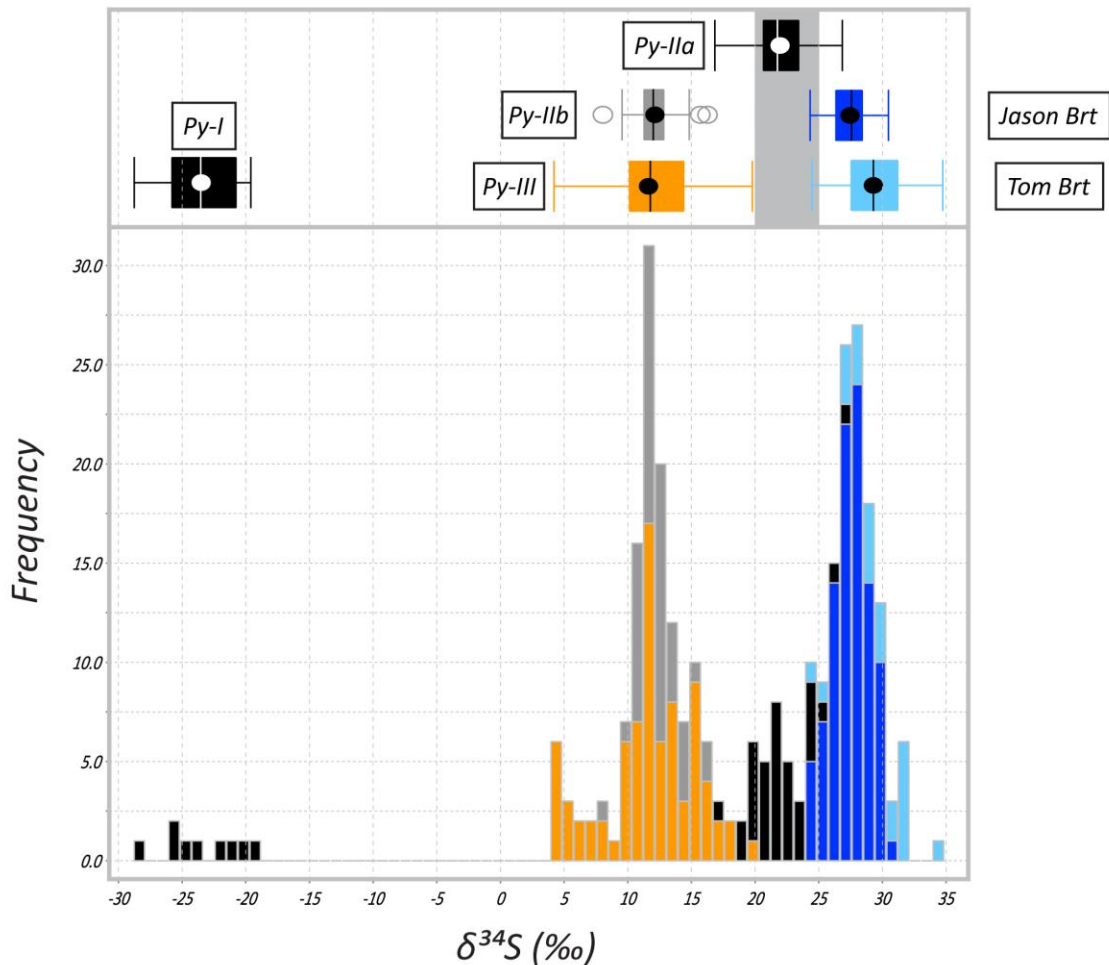 Py-IIa
Py-I
Py-IIb
Jason Brt
Py-III
Tom Brt
Frequency
30.0
25.0
20.0
15.0
10.0
5.0
0.0
-30 -25 -20 -15 -10 -5 0 5 10 15 20 25 30 35
δ³⁴S (‰)